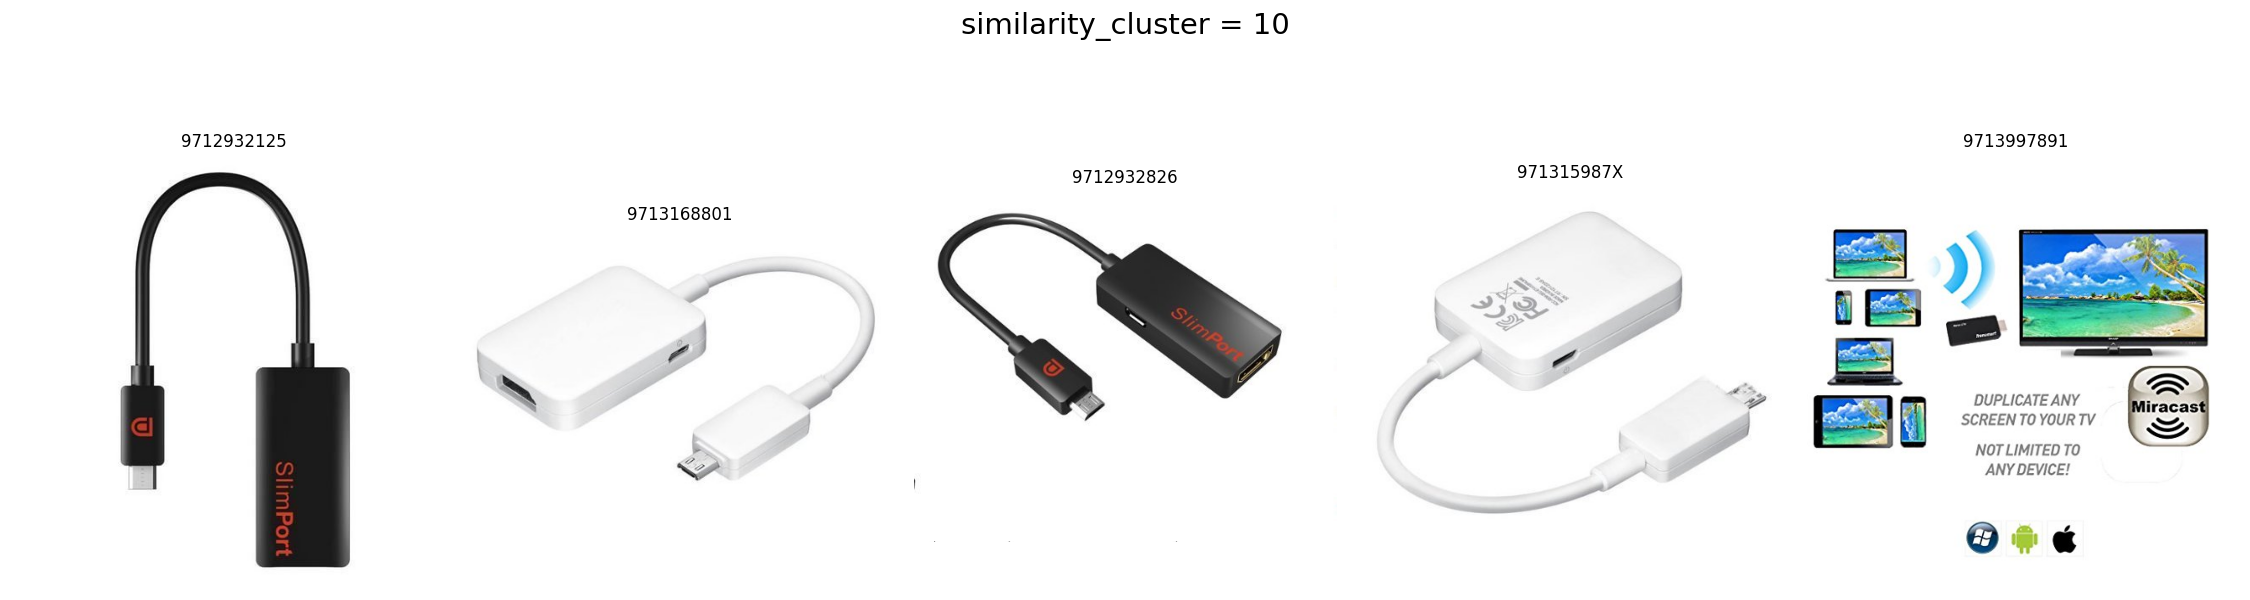 similarity_cluster = 10
9712932125
9713168801
9712932826
971315987X
9713997891
SlimPort
SlimPort
DUPLICATE ANY
SCREEN TO YOUR TV
NOT LIMITED TO
ANY DEVICE!
Miracast